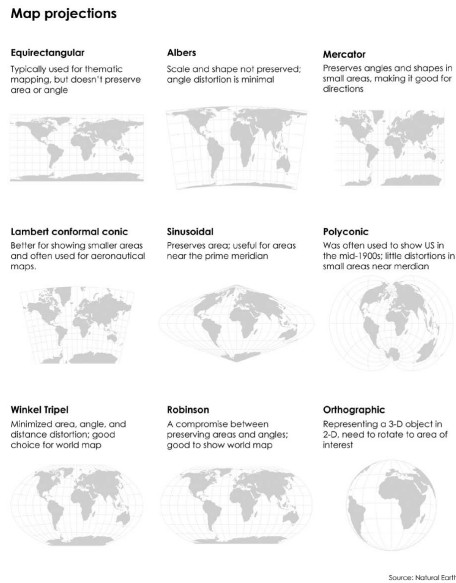 Map projections
Equirectangular
Typically used for thematic
mapping, but doesn't preserve
area or angle
Albers
Scale and shape not preserved;
angle distortion is minimal
Mercator
Preserves angles and shapes in
small areas, making it good for
directions
Lambert conformal conic
Better for showing smaller areas
and often used for aeronautical
maps.
Sinusoidal
Preserves area; useful for areas
near the prime meridian
Polyconic
Was often used to show US in
the mid-1900s; little distortions in
small areas near merdian
Winkel Tripel
Minimized area, angle, and
distance distortion; good
choice for world map
Robinson
A compromise between
preserving areas and angles;
good to show world map
Orthographic
Representing a 3-D object in
2-D, need to rotate to area of
interest
Source: Natural Earth